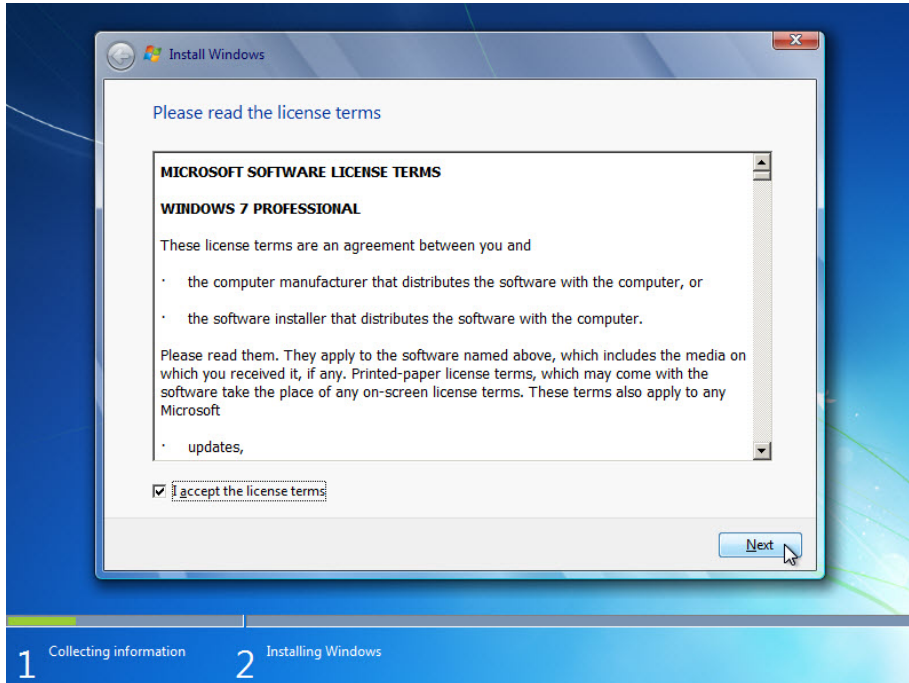 Install Windows
Please read the license terms
MICROSOFT SOFTWARE LICENSE TERMS
WINDOWS 7 PROFESSIONAL
These license terms are an agreement between you and
· the computer manufacturer that distributes the software with the computer, or
· the software installer that distributes the software with the computer.
Please read them. They apply to the software named above, which includes the media on
which you received it, if any. Printed-paper license terms, which may come with the
software take the place of any on-screen license terms. These terms also apply to any
Microsoft
· updates,
I accept the license terms
Next
1 Collecting information 2 Installing Windows